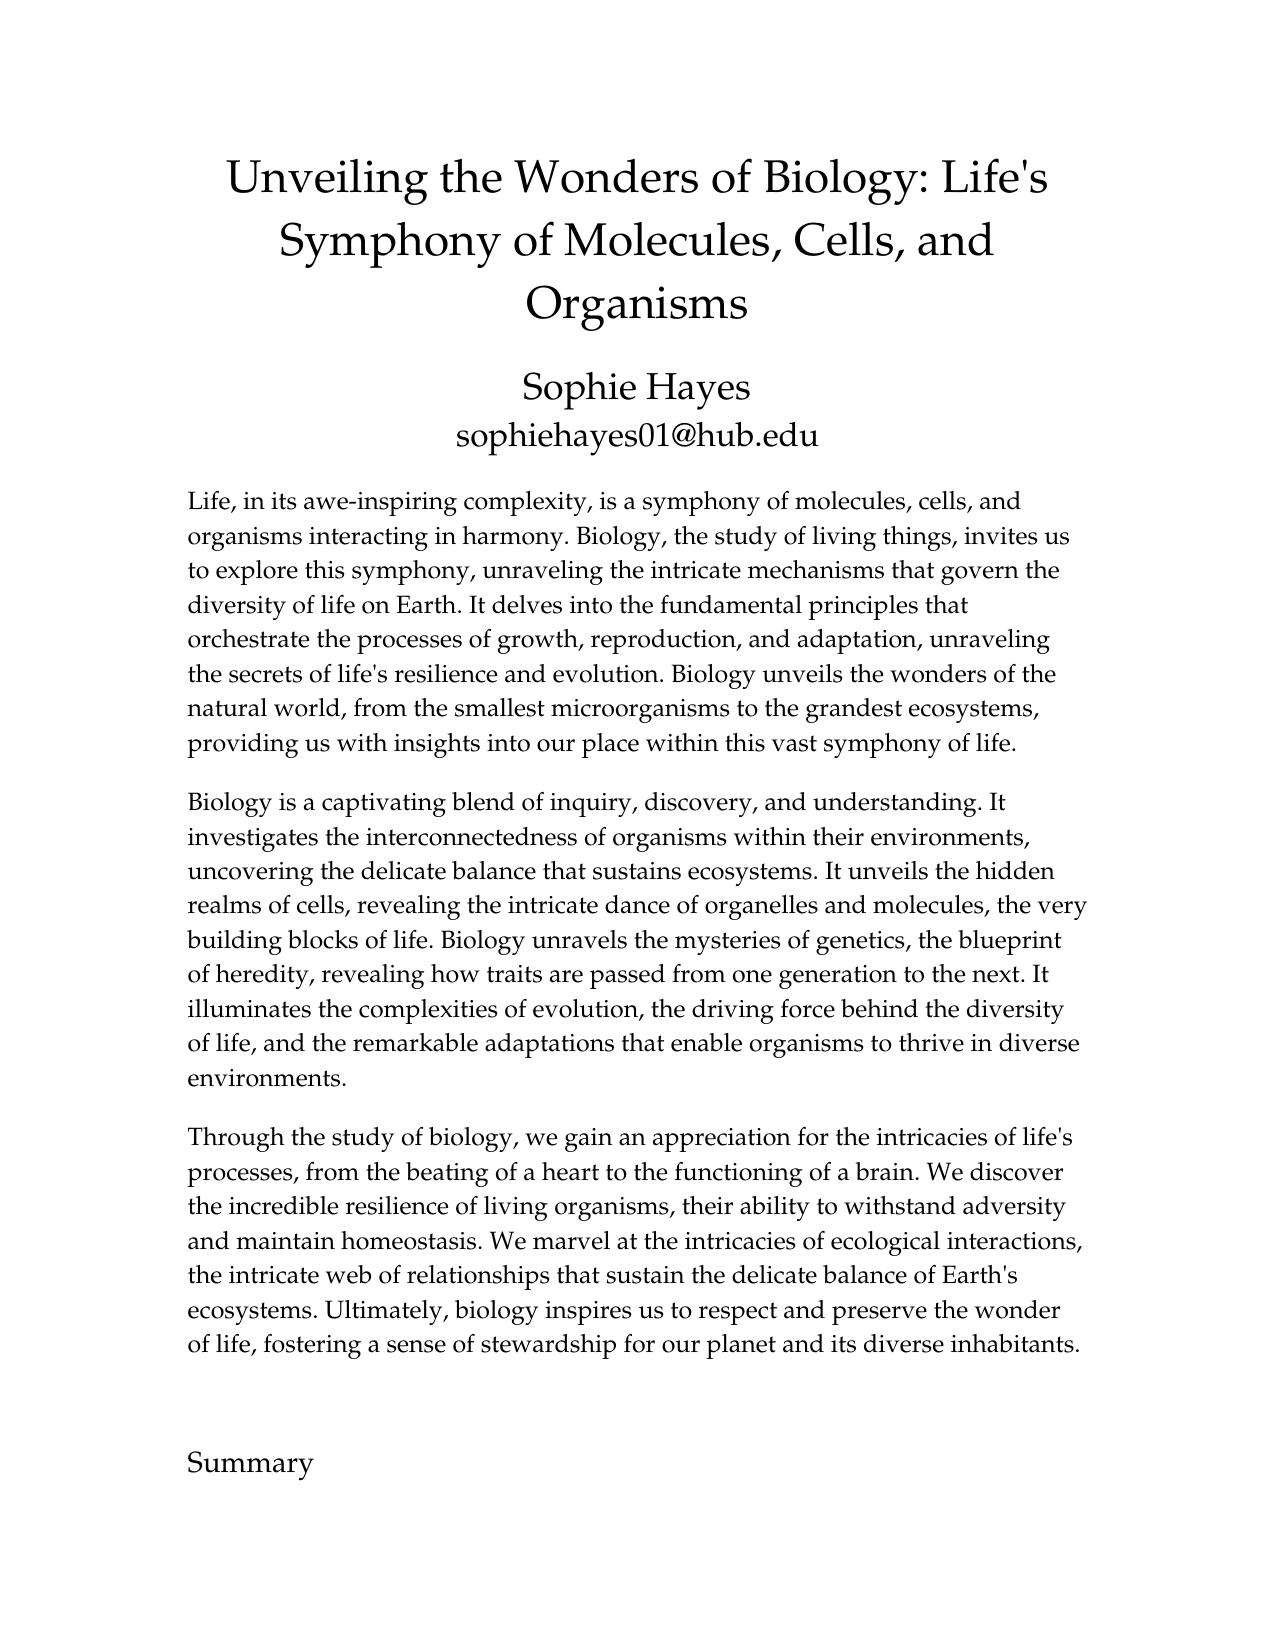 Unveiling the Wonders of Biology: Life's
Symphony of Molecules, Cells, and
Organisms
Sophie Hayes
sophiehayes01@hub.edu
Life, in its awe-inspiring complexity, is a symphony of molecules, cells, and
organisms interacting in harmony. Biology, the study of living things, invites us
to explore this symphony, unraveling the intricate mechanisms that govern the
diversity of life on Earth. It delves into the fundamental principles that
orchestrate the processes of growth, reproduction, and adaptation, unraveling
the secrets of life's resilience and evolution. Biology unveils the wonders of the
natural world, from the smallest microorganisms to the grandest ecosystems,
providing us with insights into our place within this vast symphony of life.
Biology is a captivating blend of inquiry, discovery, and understanding. It
investigates the interconnectedness of organisms within their environments,
uncovering the delicate balance that sustains ecosystems. It unveils the hidden
realms of cells, revealing the intricate dance of organelles and molecules, the very
building blocks of life. Biology unravels the mysteries of genetics, the blueprint
of heredity, revealing how traits are passed from one generation to the next. It
illuminates the complexities of evolution, the driving force behind the diversity
of life, and the remarkable adaptations that enable organisms to thrive in diverse
environments.
Through the study of biology, we gain an appreciation for the intricacies of life's
processes, from the beating of a heart to the functioning of a brain. We discover
the incredible resilience of living organisms, their ability to withstand adversity
and maintain homeostasis. We marvel at the intricacies of ecological interactions,
the intricate web of relationships that sustain the delicate balance of Earth's
ecosystems. Ultimately, biology inspires us to respect and preserve the wonder
of life, fostering a sense of stewardship for our planet and its diverse inhabitants.
Summary